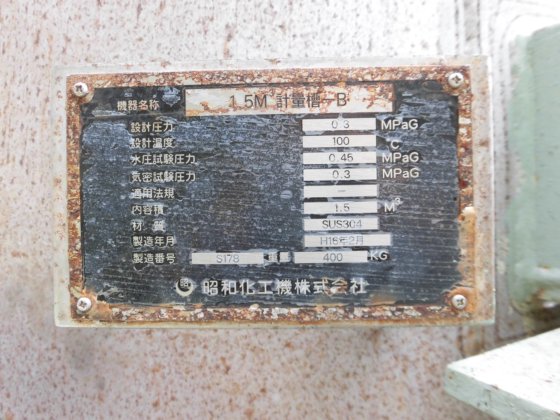 機器名称 1.5M³計量槽-B
設計圧力 0.3 MPaG
設計温度 100 °C
水圧試験圧力 0.45 MPaG
気密試験圧力 0.3 MPaG
適用法規 —
内容積 1.5 M³
材質 SUS304
製造年月 H16年2月
製造番号 S178 重量 400 KG
昭和化工機株式会社